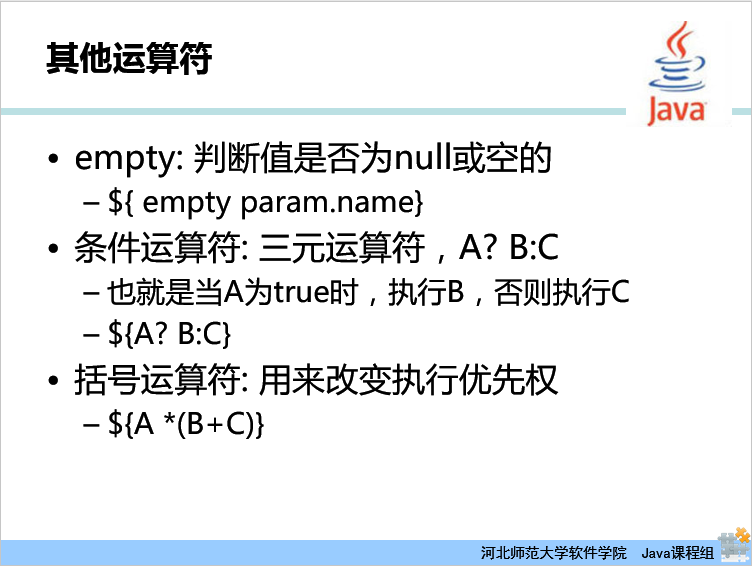 其他运算符
Java
• empty: 判断值是否为null或空的
– ${ empty param.name}
• 条件运算符: 三元运算符，A? B:C
– 也就是当A为true时，执行B，否则执行C
– ${A? B:C}
• 括号运算符: 用来改变执行优先权
– ${A *(B+C)}
河北师范大学软件学院 Java课程组